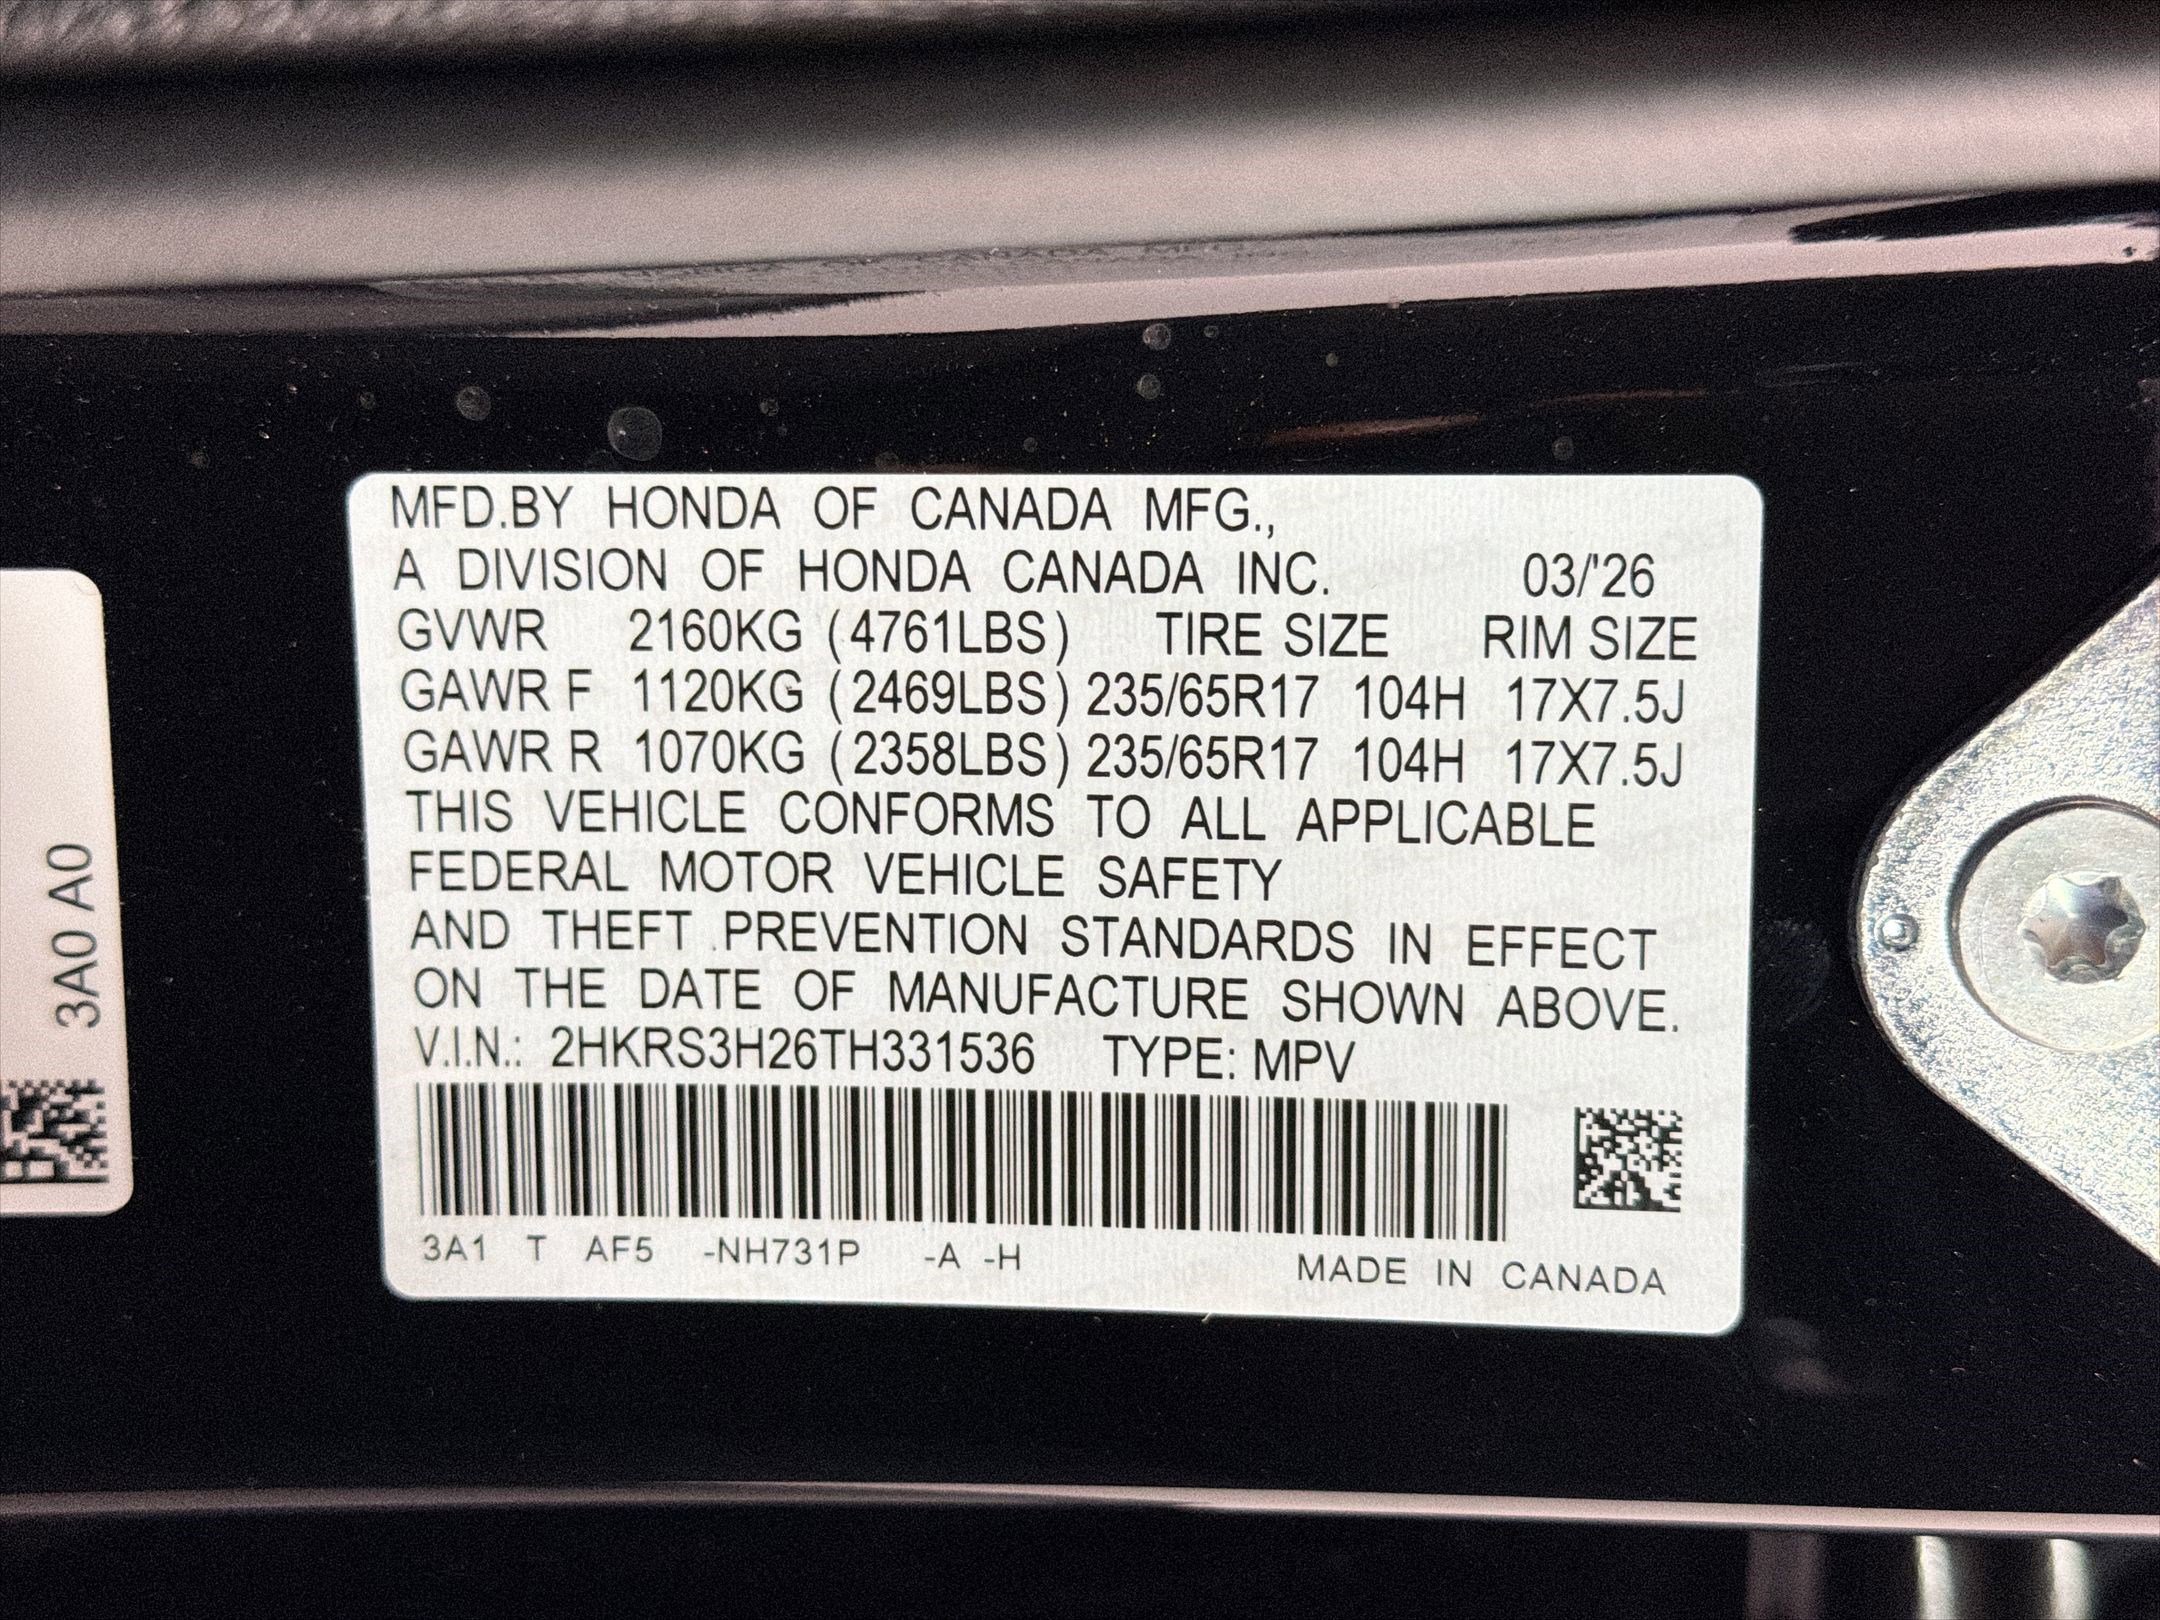 MFD.BY HONDA OF CANADA MFG.,
A DIVISION OF HONDA CANADA INC. 03/'26
GVWR 2160KG (4761LBS) TIRE SIZE RIM SIZE
GAWR F 1120KG (2469LBS) 235/65R17 104H 17X7.5J
GAWR R 1070KG (2358LBS) 235/65R17 104H 17X7.5J
THIS VEHICLE CONFORMS TO ALL APPLICABLE
FEDERAL MOTOR VEHICLE SAFETY
AND THEFT PREVENTION STANDARDS IN EFFECT
ON THE DATE OF MANUFACTURE SHOWN ABOVE.
V.I.N.: 2HKRS3H26TH331536 TYPE: MPV
3A1 T AF5 -NH731P -A -H MADE IN CANADA
3A0 A0